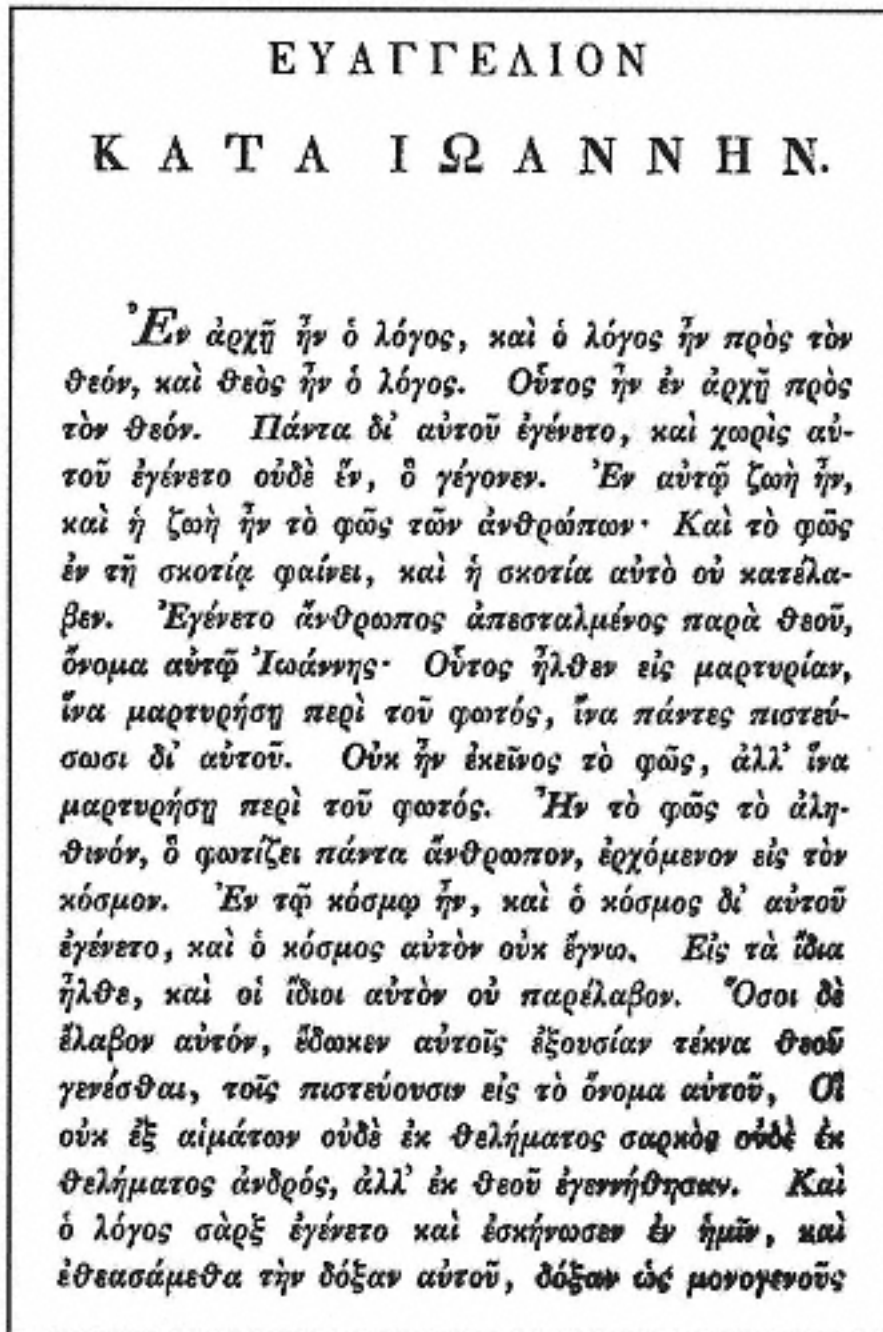 ΕΥΑΓΓΕΛΙΟΝ
ΚΑΤΑ ΙΩΑΝΝΗΝ.
Ἐν ἀρχῇ ἦν ὁ λόγος, καὶ ὁ λόγος ἦν πρὸς τὸν
θεόν, καὶ θεὸς ἦν ὁ λόγος. Οὗτος ἦν ἐν ἀρχῇ πρὸς
τὸν θεόν. Πάντα δι᾽ αὐτοῦ ἐγένετο, καὶ χωρὶς αὐ-
τοῦ ἐγένετο οὐδὲ ἕν, ὃ γέγονεν. Ἐν αὐτῷ ζωὴ ἦν,
καὶ ἡ ζωὴ ἦν τὸ φῶς τῶν ἀνθρώπων· Καὶ τὸ φῶς
ἐν τῇ σκοτίᾳ φαίνει, καὶ ἡ σκοτία αὐτὸ οὐ κατέλα-
βεν. Ἐγένετο ἄνθρωπος ἀπεσταλμένος παρὰ θεοῦ,
ὄνομα αὐτῷ Ἰωάννης· Οὗτος ἦλθεν εἰς μαρτυρίαν,
ἵνα μαρτυρήσῃ περὶ τοῦ φωτός, ἵνα πάντες πιστεύ-
σωσι δι᾽ αὐτοῦ. Οὐκ ἦν ἐκεῖνος τὸ φῶς, ἀλλ᾽ ἵνα
μαρτυρήσῃ περὶ τοῦ φωτός. Ἦν τὸ φῶς τὸ ἀλη-
θινόν, ὃ φωτίζει πάντα ἄνθρωπον, ἐρχόμενον εἰς τὸν
κόσμον. Ἐν τῷ κόσμῳ ἦν, καὶ ὁ κόσμος δι᾽ αὐτοῦ
ἐγένετο, καὶ ὁ κόσμος αὐτὸν οὐκ ἔγνω. Εἰς τὰ ἴδια
ἦλθε, καὶ οἱ ἴδιοι αὐτὸν οὐ παρέλαβον. Ὅσοι δὲ
ἔλαβον αὐτόν, ἔδωκεν αὐτοῖς ἐξουσίαν τέκνα θεοῦ
γενέσθαι, τοῖς πιστεύουσιν εἰς τὸ ὄνομα αὐτοῦ, Οἳ
οὐκ ἐξ αἱμάτων οὐδὲ ἐκ θελήματος σαρκὸς οὐδὲ ἐκ
θελήματος ἀνδρός, ἀλλ᾽ ἐκ θεοῦ ἐγεννήθησαν. Καὶ
ὁ λόγος σὰρξ ἐγένετο καὶ ἐσκήνωσεν ἐν ἡμῖν, καὶ
ἐθεασάμεθα τὴν δόξαν αὐτοῦ, δόξαν ὡς μονογενοῦς